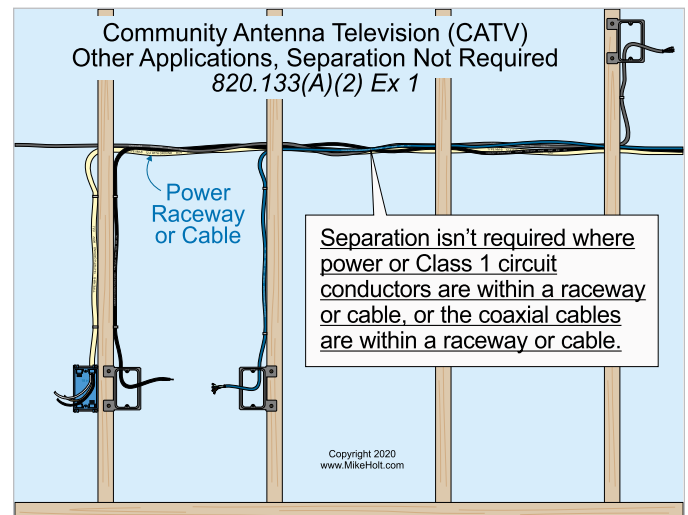 Community Antenna Television (CATV)
Other Applications, Separation Not Required
820.133(A)(2) Ex 1
Power
Raceway
or Cable
Separation isn't required where
power or Class 1 circuit
conductors are within a raceway
or cable, or the coaxial cables
are within a raceway or cable.
Copyright 2020
www.MikeHolt.com